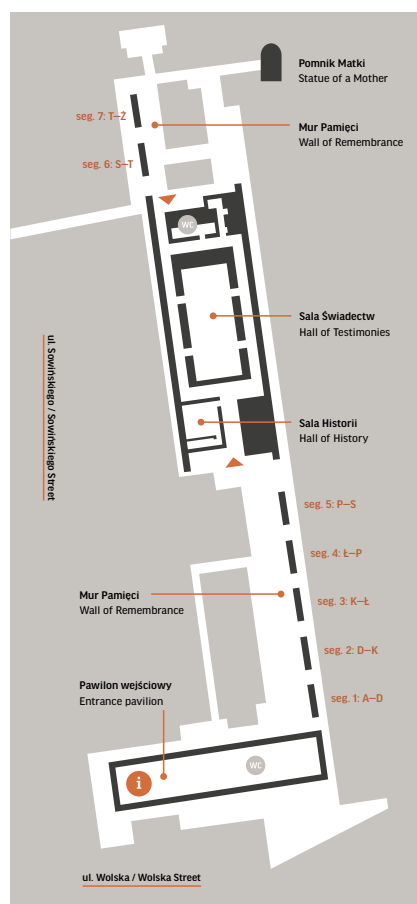 Pomnik Matki
Statue of a Mother
seg. 7: T–Ż
Mur Pamięci
Wall of Remembrance
seg. 6: S–T
WC
Sala Świadectw
Hall of Testimonies
ul. Sowińskiego / Sowińskiego Street
Sala Historii
Hall of History
seg. 5: P–S
seg. 4: Ł–P
Mur Pamięci
Wall of Remembrance
seg. 3: K–Ł
seg. 2: D–K
Pawilon wejściowy
Entrance pavilion
seg. 1: A–D
WC
i
ul. Wolska / Wolska Street